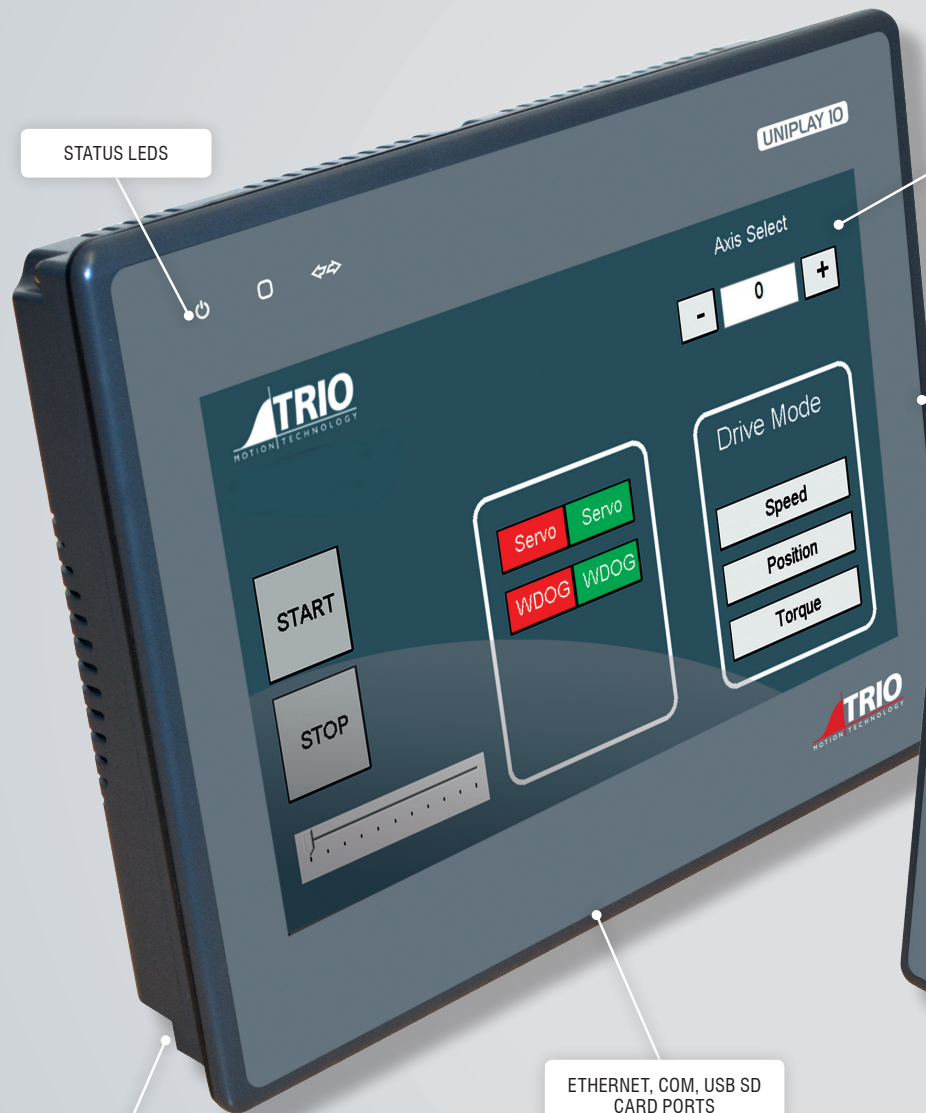 STATUS LEDS
UNIPLAY 10
Axis Select
-
0
+
TRIO
MOTION TECHNOLOGY
Drive Mode
Speed
Position
Torque
Servo Servo
WDOG WDOG
START
STOP
TRIO
MOTION TECHNOLOGY
ETHERNET, COM, USB SD
CARD PORTS